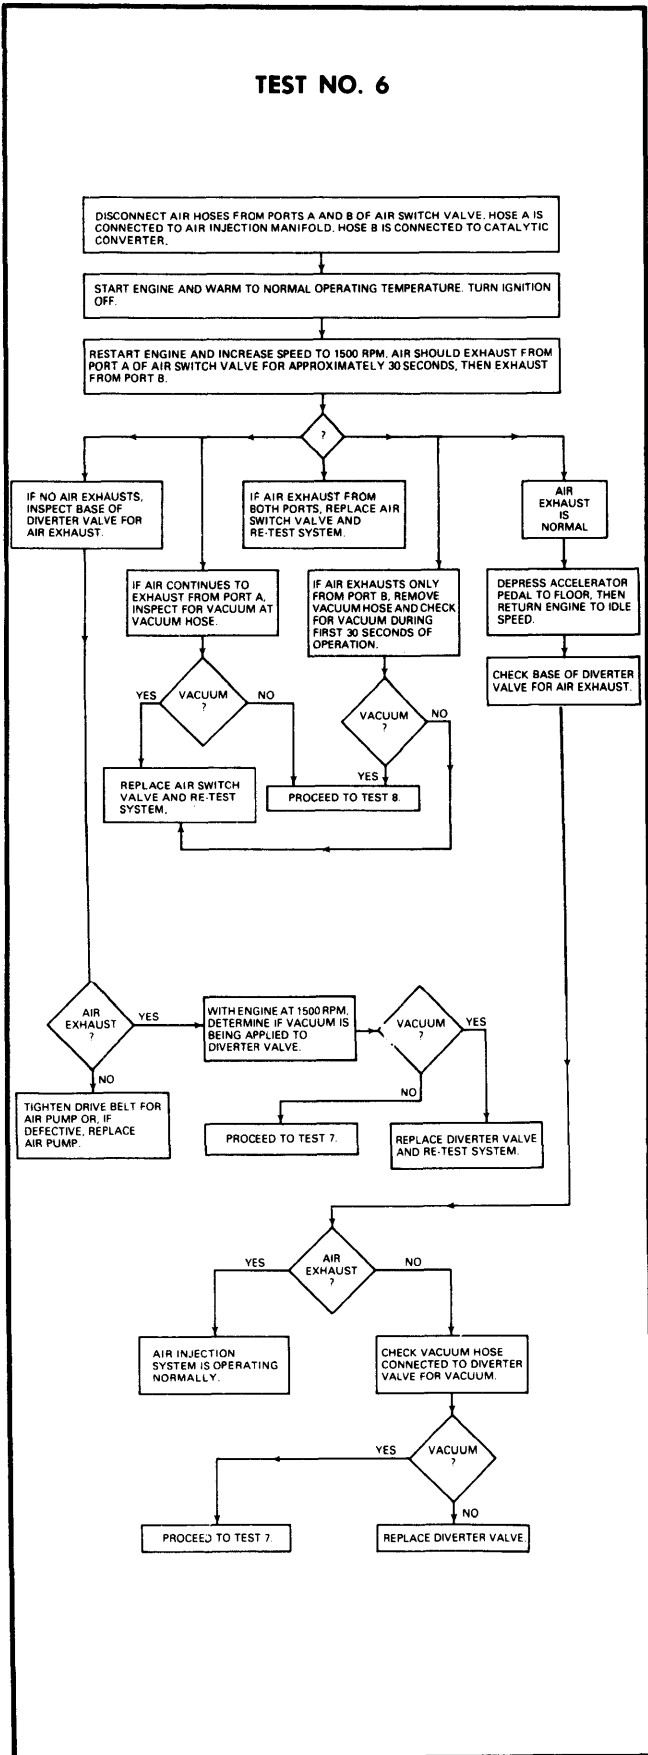 TEST NO. 6
DISCONNECT AIR HOSES FROM PORTS A AND B OF AIR SWITCH VALVE. HOSE A IS
CONNECTED TO AIR INJECTION MANIFOLD. HOSE B IS CONNECTED TO CATALYTIC
CONVERTER.
START ENGINE AND WARM TO NORMAL OPERATING TEMPERATURE. TURN IGNITION
OFF.
RESTART ENGINE AND INCREASE SPEED TO 1500 RPM. AIR SHOULD EXHAUST FROM
PORT A OF AIR SWITCH VALVE FOR APPROXIMATELY 30 SECONDS, THEN EXHAUST
FROM PORT B.
?
IF NO AIR EXHAUSTS,
INSPECT BASE OF
DIVERTER VALVE FOR
AIR EXHAUST.
IF AIR EXHAUST FROM
BOTH PORTS, REPLACE AIR
SWITCH VALVE AND
RE-TEST SYSTEM.
AIR
EXHAUST
IS
NORMAL
IF AIR CONTINUES TO
EXHAUST FROM PORT A,
INSPECT FOR VACUUM AT
VACUUM HOSE.
IF AIR EXHAUSTS ONLY
FROM PORT B, REMOVE
VACUUM HOSE AND CHECK
FOR VACUUM DURING
FIRST 30 SECONDS OF
OPERATION.
DEPRESS ACCELERATOR
PEDAL TO FLOOR, THEN
RETURN ENGINE TO IDLE
SPEED.
CHECK BASE OF DIVERTER
VALVE FOR AIR EXHAUST.
YES
VACUUM
?
NO
VACUUM
?
NO
YES
REPLACE AIR SWITCH
VALVE AND RE-TEST
SYSTEM.
PROCEED TO TEST 8.
AIR
EXHAUST
?
YES
NO
WITH ENGINE AT 1500 RPM,
DETERMINE IF VACUUM IS
BEING APPLIED TO
DIVERTER VALVE.
VACUUM
?
YES
NO
TIGHTEN DRIVE BELT FOR
AIR PUMP OR, IF
DEFECTIVE, REPLACE
AIR PUMP.
PROCEED TO TEST 7.
REPLACE DIVERTER VALVE
AND RE-TEST SYSTEM.
YES
AIR
EXHAUST
?
NO
AIR INJECTION
SYSTEM IS OPERATING
NORMALLY.
CHECK VACUUM HOSE
CONNECTED TO DIVERTER
VALVE FOR VACUUM.
YES
VACUUM
?
NO
PROCEED TO TEST 7.
REPLACE DIVERTER VALVE.